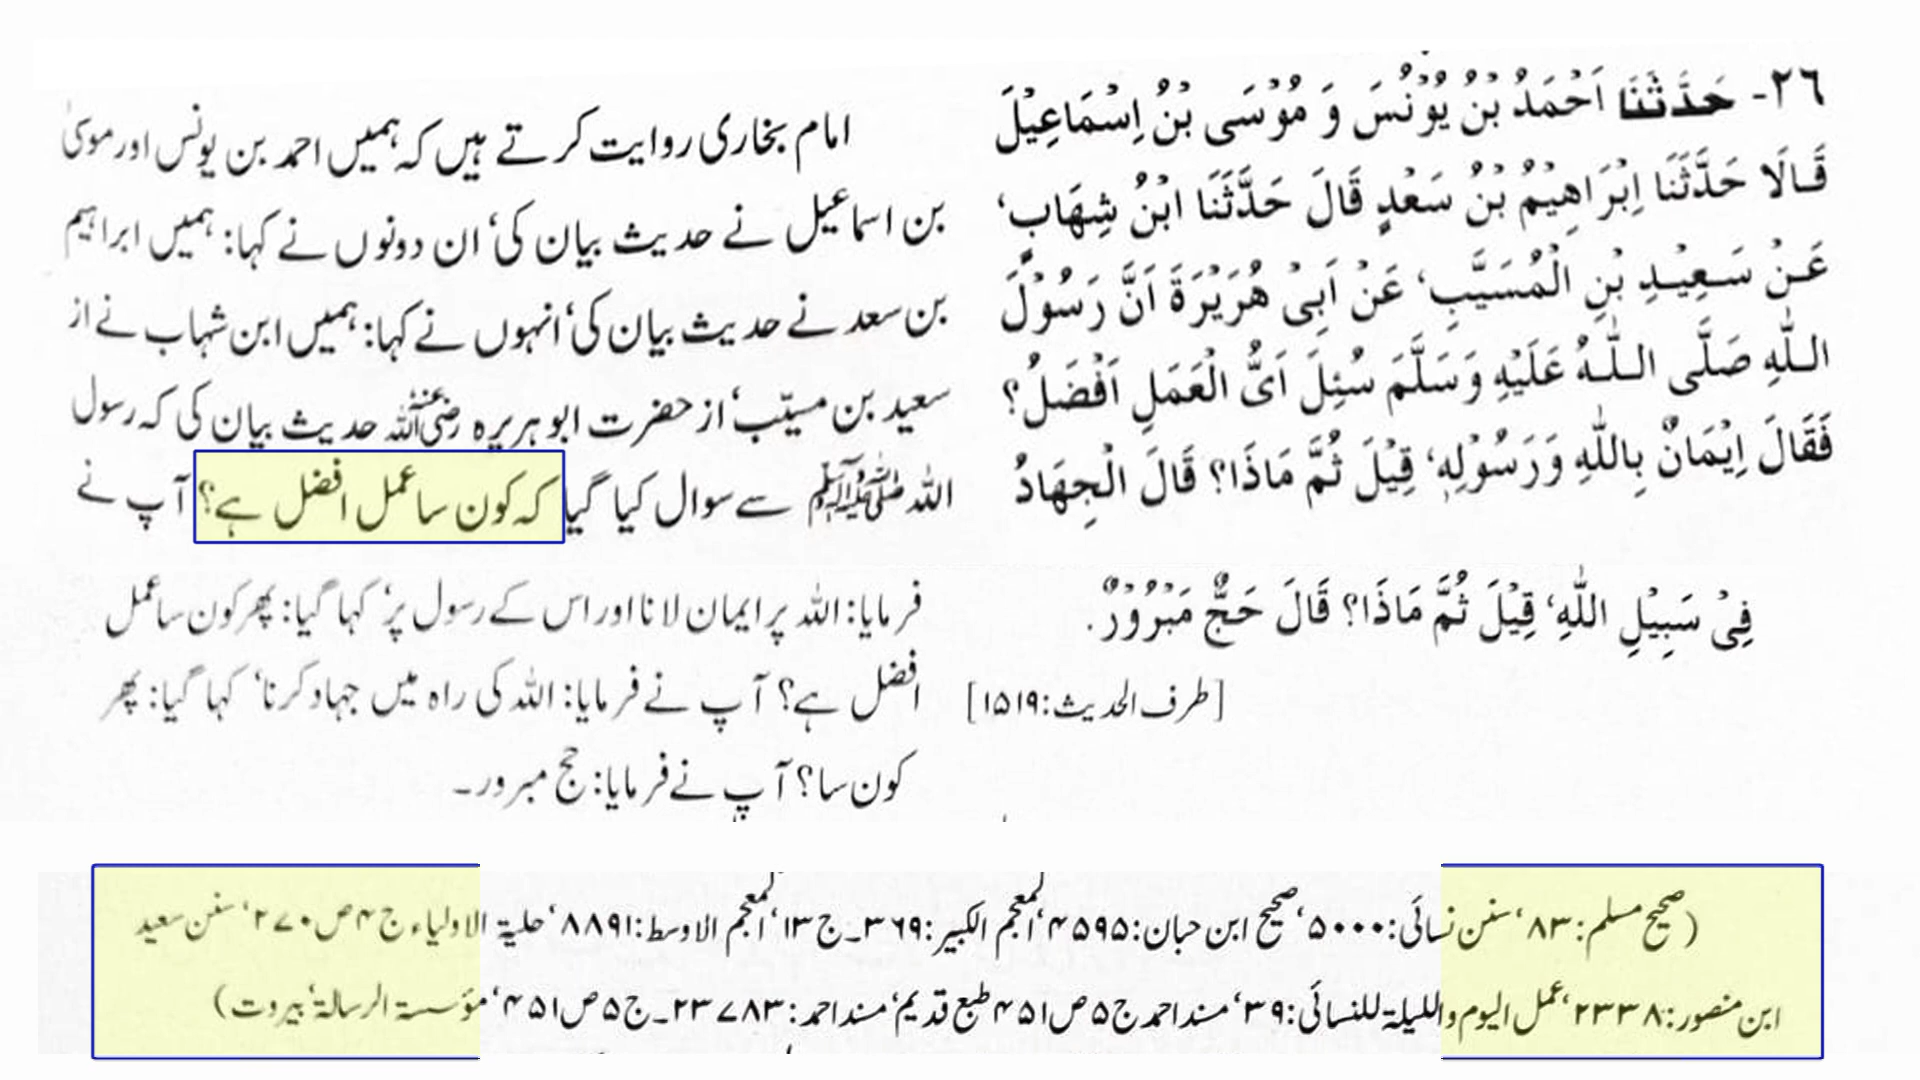 ٢٦- حَدَّثَنَا اَحْمَدُ بْنُ يُوْنُسَ وَ مُوْسَى بْنُ اِسْمَاعِيْلَ
قَالَا حَدَّثَنَا اِبْرَاهِيْمُ بْنُ سَعْدٍ قَالَ حَدَّثَنَا ابْنُ شِهَابٍ،
عَنْ سَعِيْدِ بْنِ الْمُسَيَّبِ، عَنْ اَبِىْ هُرَيْرَةَ اَنَّ رَسُوْلَ
اللّٰهِ صَلَّى اللّٰهُ عَلَيْهِ وَسَلَّمَ سُئِلَ اَىُّ الْعَمَلِ اَفْضَلُ؟
فَقَالَ اِيْمَانٌ بِاللّٰهِ وَرَسُوْلِهٖ، قِيْلَ ثُمَّ مَاذَا؟ قَالَ الْجِهَادُ
فِىْ سَبِيْلِ اللّٰهِ، قِيْلَ ثُمَّ مَاذَا؟ قَالَ حَجٌّ مَبْرُوْرٌ.
[طرف الحدیث:۱۵۱۹]
امام بخاری روایت کرتے ہیں کہ ہمیں احمد بن یونس اور موسیٰ
بن اسماعیل نے حدیث بیان کی، ان دونوں نے کہا: ہمیں ابراہیم
بن سعد نے حدیث بیان کی، انہوں نے کہا: ہمیں ابن شہاب نے از
سعید بن مسیّب، از حضرت ابو ہریرہ رضی اللہ عنہ حدیث بیان کی کہ رسول
اللہ ﷺ سے سوال کیا گیا کہ کون سا عمل افضل ہے؟ آپ نے
فرمایا: اللہ پر ایمان لانا اور اس کے رسول پر، کہا گیا: پھر کون سا عمل
افضل ہے؟ آپ نے فرمایا: اللہ کی راہ میں جہاد کرنا، کہا گیا: پھر
کون سا؟ آپ نے فرمایا: حج مبرور۔
(صحیح مسلم: ۸۳، سنن نسائی: ۵۰۰۰، صحیح ابن حبان: ۴۵۹۵، المعجم الکبیر: ۳۶۹۔ ج ۱۳، المعجم الاوسط: ۸۸۹۱، حلیۃ الاولیاء ج ۴ ص ۲۷۰، سنن سعید
ابن منصور: ۲۳۳۸، عمل الیوم واللیلۃ للنسائی: ۳۹، مسند احمد ج ۵ ص ۴۵۱ طبع قدیم، مسند احمد: ۲۳۷۸۳۔ ج ۵ ص ۴۵۱، مؤسسۃ الرسالۃ، بیروت)